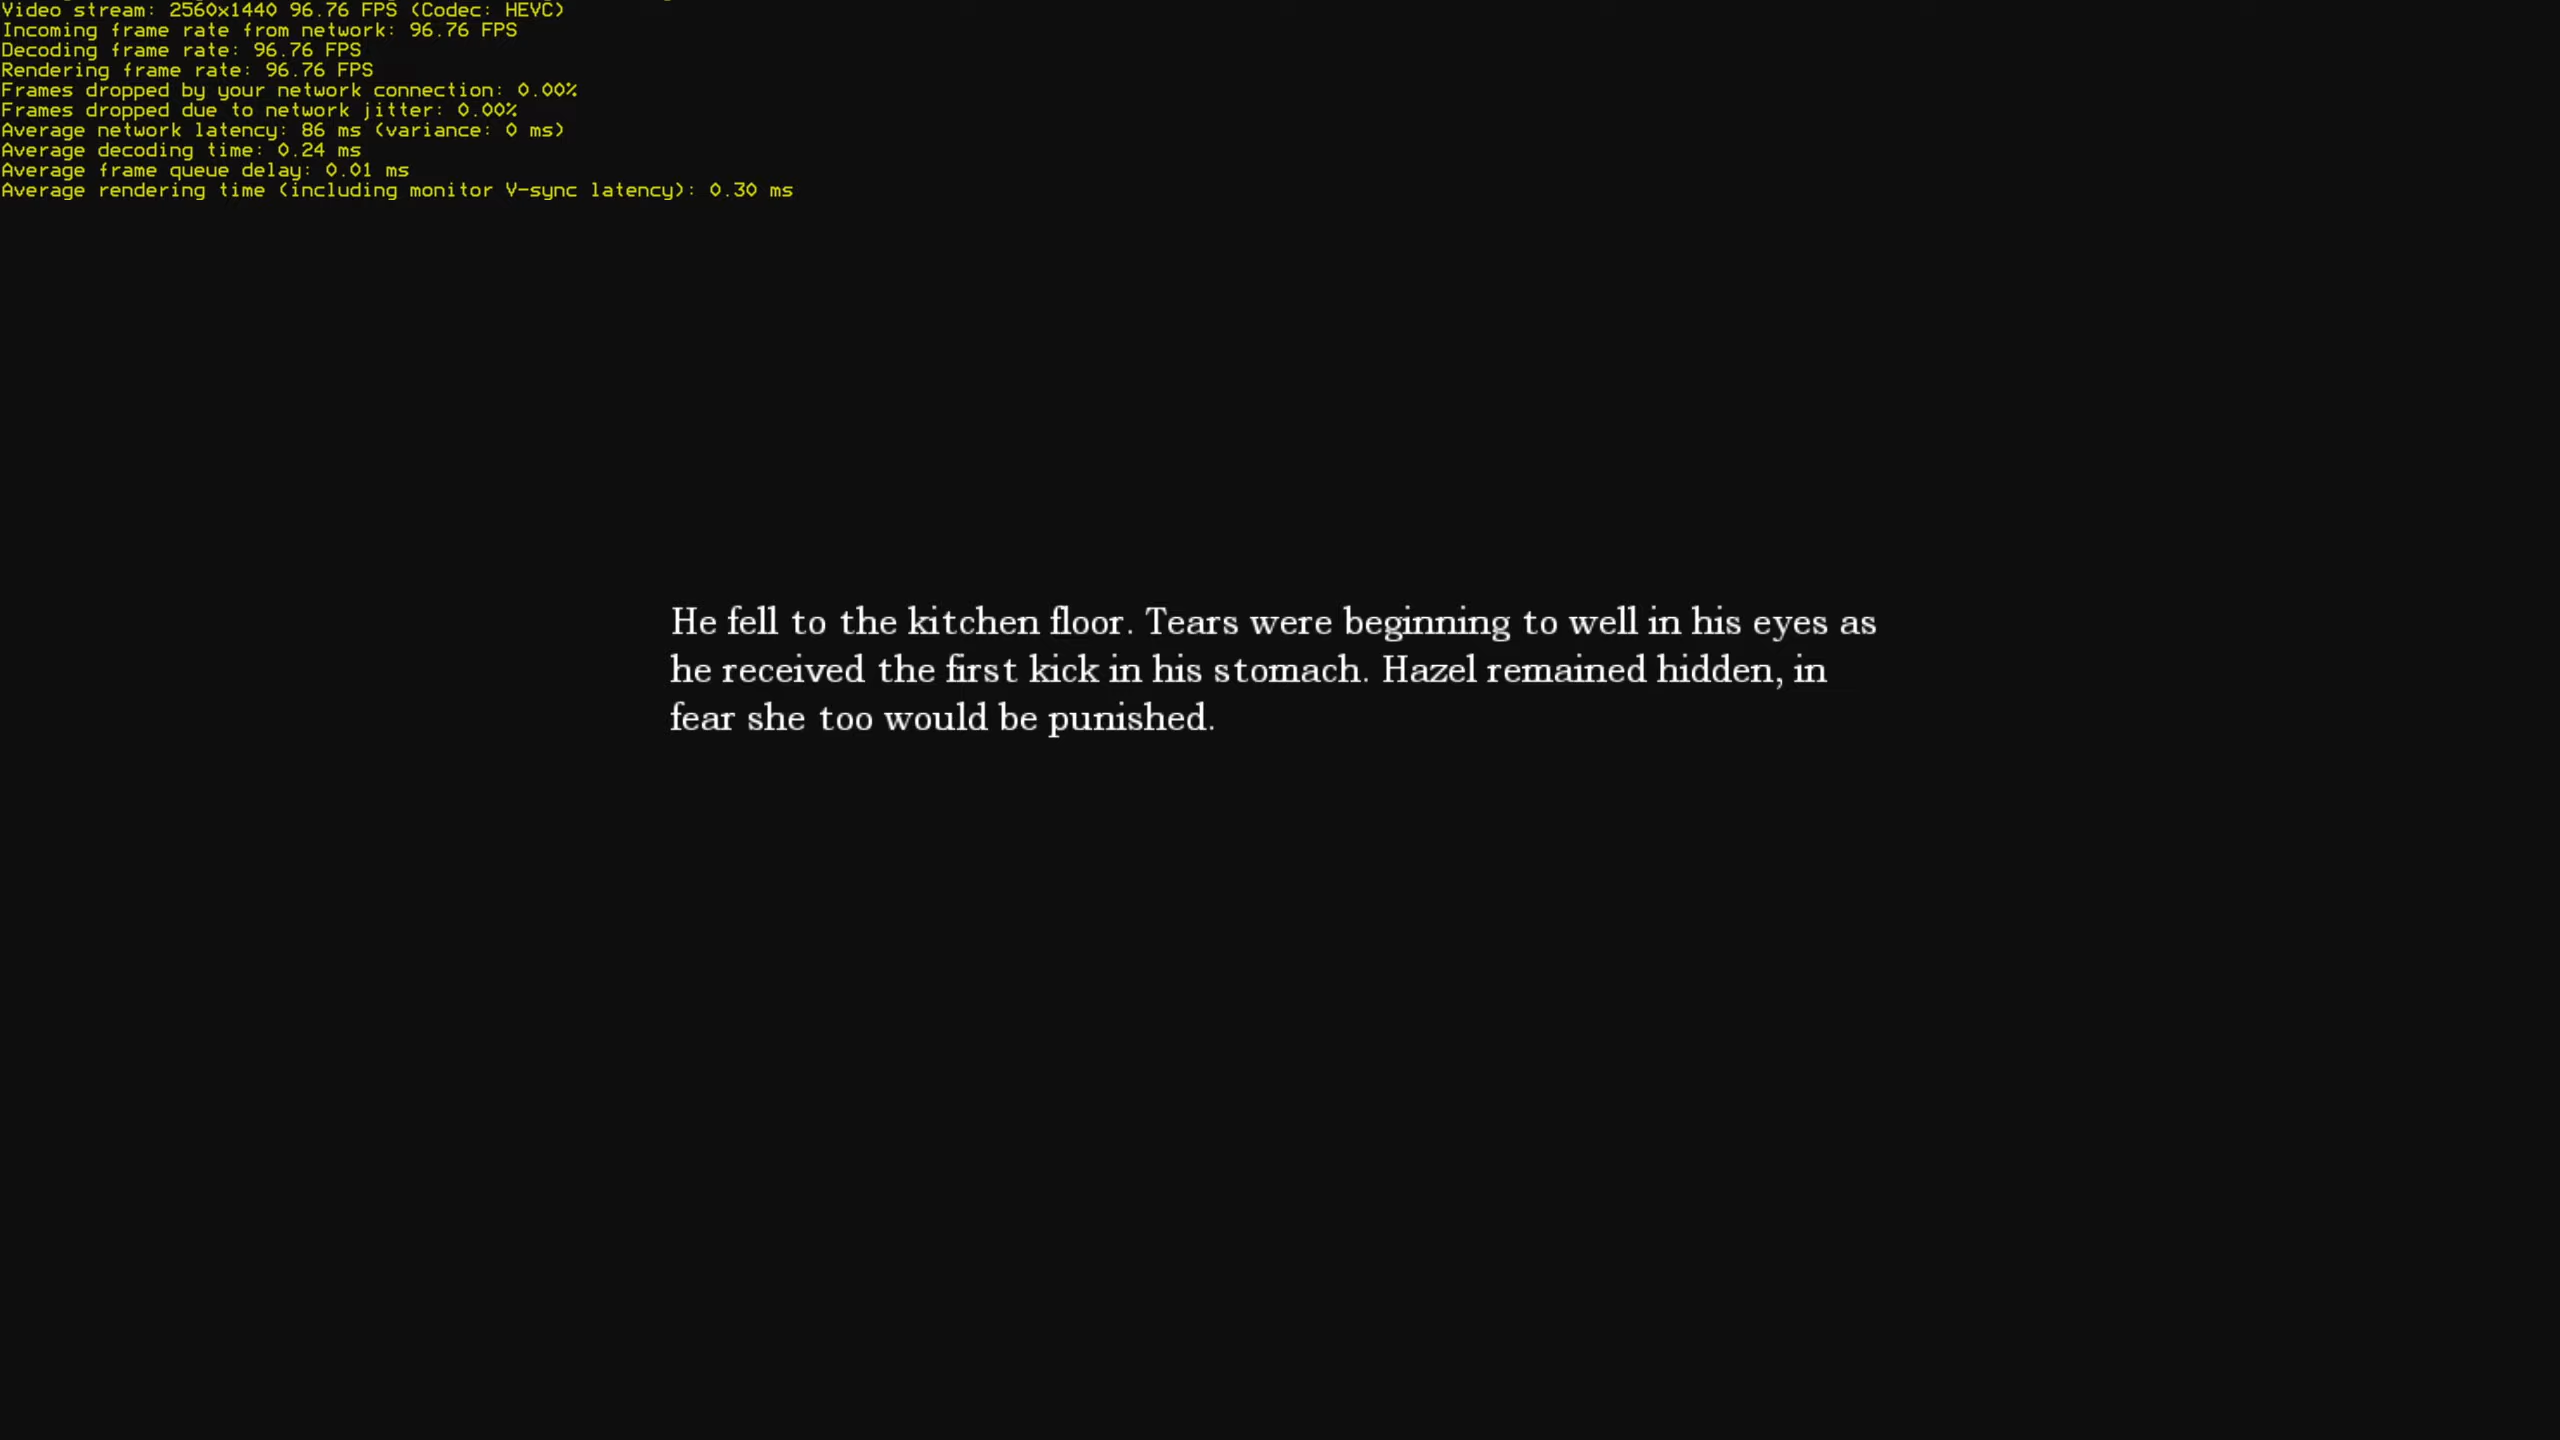 Video stream: 2560x1440 96.76 FPS (Codec: HEVC)
Incoming frame rate from network: 96.76 FPS
Decoding frame rate: 96.76 FPS
Rendering frame rate: 96.76 FPS
Frames dropped by your network connection: 0.00%
Frames dropped due to network jitter: 0.00%
Average network latency: 86 ms (variance: 0 ms)
Average decoding time: 0.24 ms
Average frame queue delay: 0.01 ms
Average rendering time (including monitor V-sync latency): 0.30 ms
He fell to the kitchen floor. Tears were beginning to well in his eyes as
he received the first kick in his stomach. Hazel remained hidden, in
fear she too would be punished.